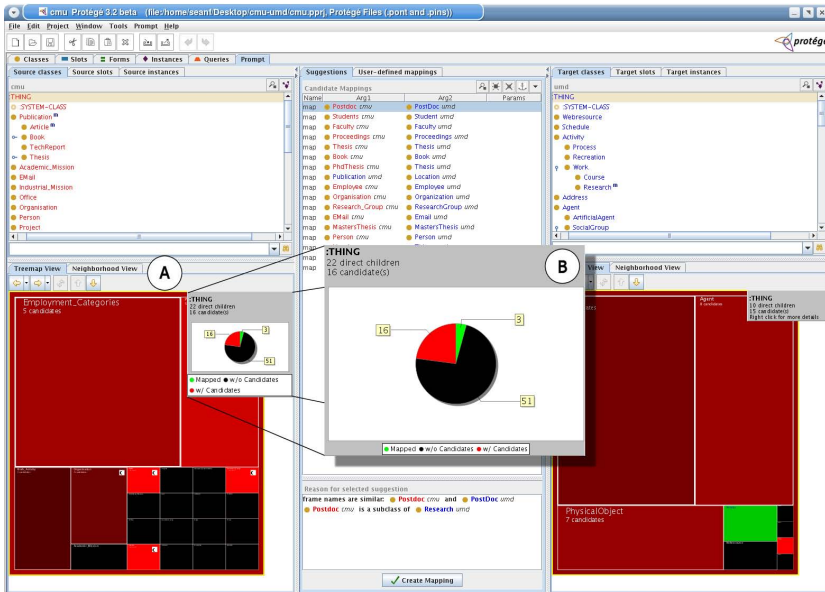 cmu Protégé 3.2 beta (file:/home/seanf/Desktop/cmu-umd/cmu.pprj, Protégé Files (.pont and .pins))
File Edit Project Window Tools Prompt Help
protégé
Classes Slots Forms Instances Queries Prompt
Source classes Source slots Source instances
cmu
:THING
:SYSTEM-CLASS
Publication m
Article m
Book
TechReport
Thesis
Academic_Mission
EMail
Industrial_Mission
Office
Organisation
Person
Project
Treemap View Neighborhood View
A
Employment_Categories
5 candidates
:THING
22 direct children
16 candidate(s)
16
3
51
Mapped w/o Candidates
w/ Candidates
Suggestions User-defined mappings
Candidate Mappings
Name Arg1 Arg2 Params
map Postdoc cmu PostDoc umd
map Students cmu Student umd
map Faculty cmu Faculty umd
map Proceedings cmu Proceedings umd
map Thesis cmu Thesis umd
map Book cmu Book umd
map PhdThesis cmu Thesis umd
map Publication umd Location umd
map Employee cmu Employee umd
map Organisation cmu Organization umd
map Research_Group cmu ResearchGroup umd
map EMail cmu Email umd
map MastersThesis cmu MastersThesis umd
map Person cmu Person umd
map
map
:THING
22 direct children
16 candidate(s)
B
16
3
51
Mapped w/o Candidates w/ Candidates
Reason for selected suggestion
frame names are similar: Postdoc cmu and PostDoc umd
Postdoc cmu is a subclass of Research umd
Create Mapping
Target classes Target slots Target instances
umd
:THING
:SYSTEM-CLASS
Webresource
Schedule
Activity
Process
Recreation
Work
Course
Research m
Address
Agent
ArtificialAgent
SocialGroup
View Neighborhood View
Agent
:THING
10 direct children
15 candidate(s)
Right click for more details
PhysicalObject
7 candidates